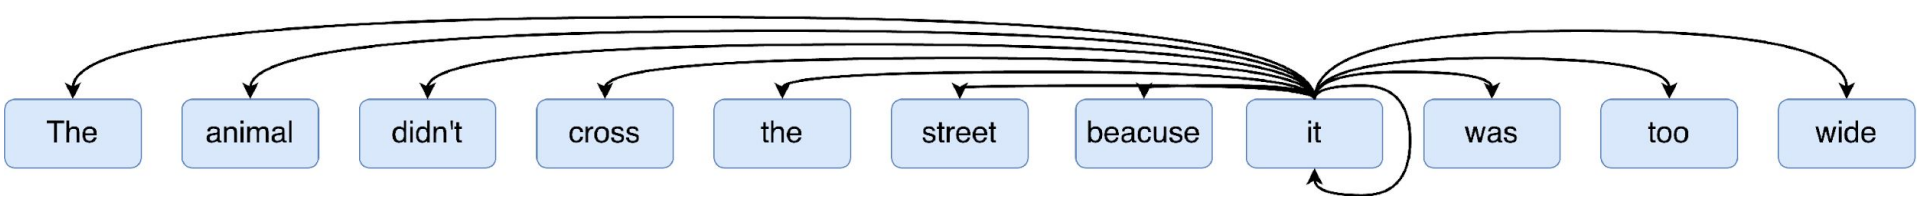 The animal didn't cross the street beacuse it was too wide